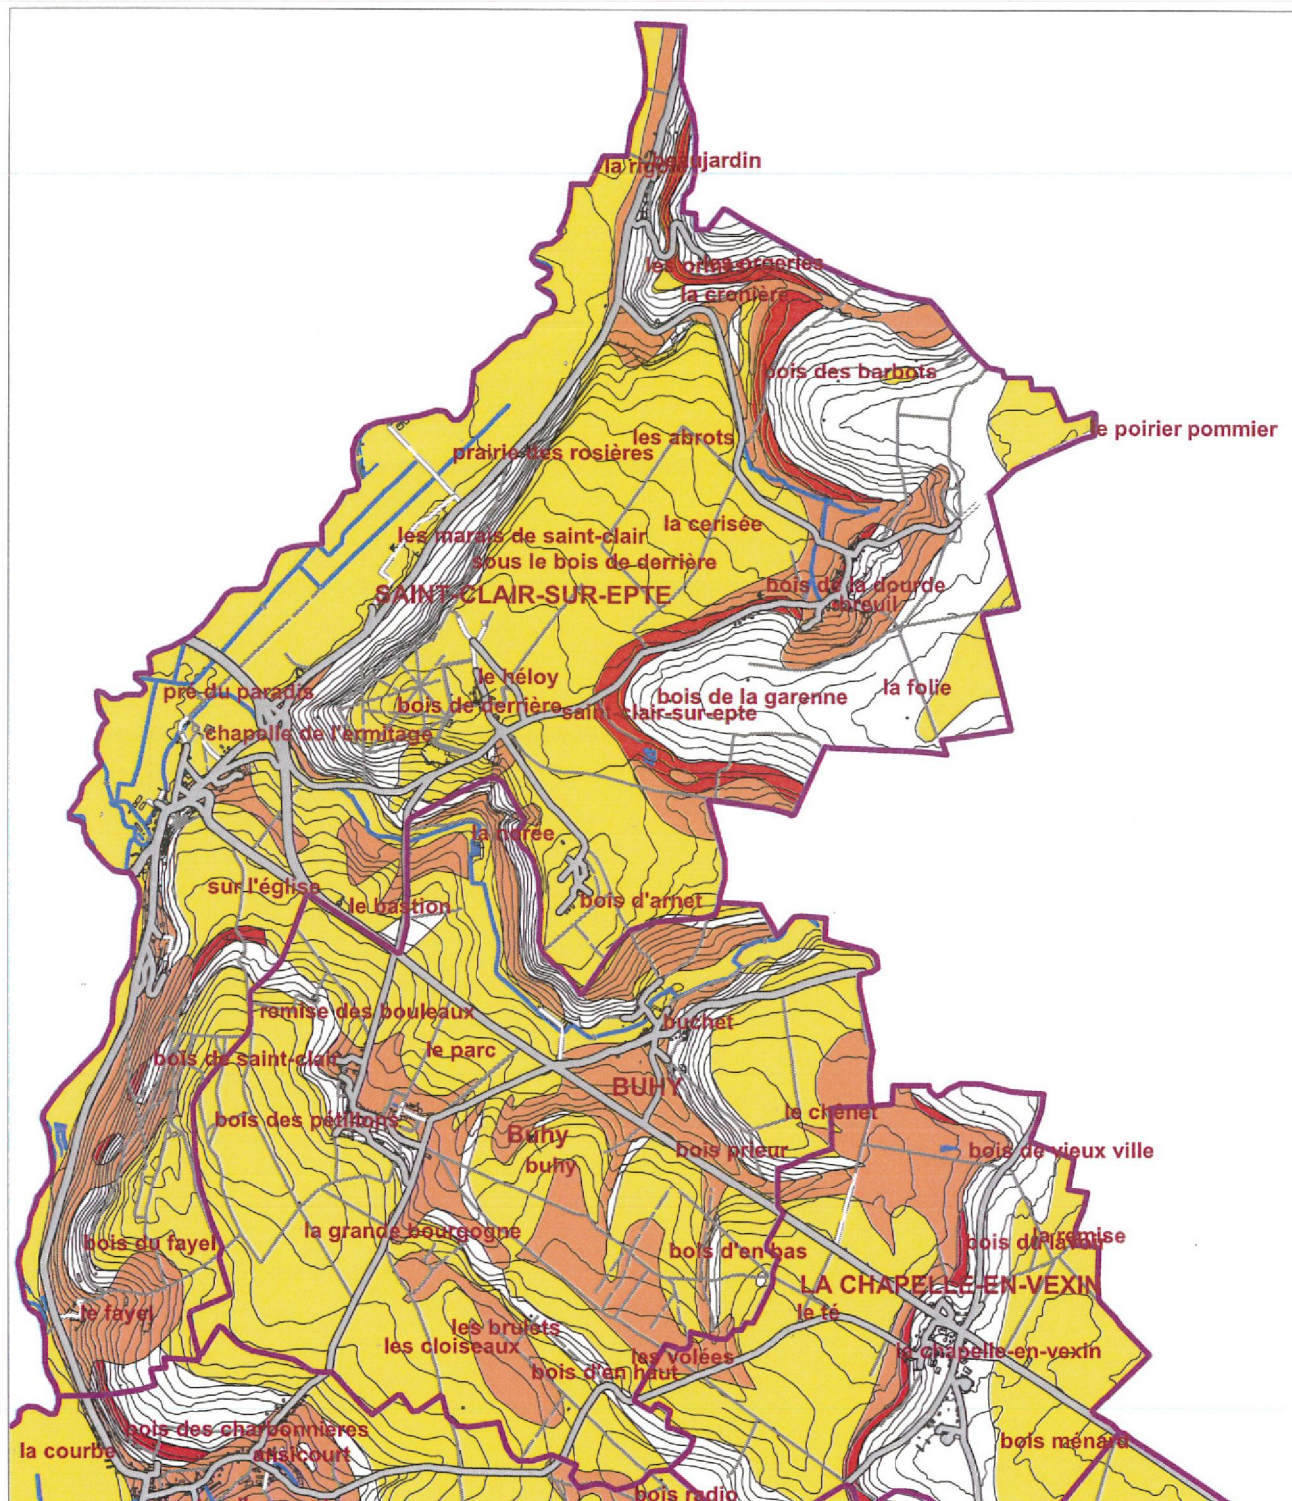 la rigole
beaujardin
les orgeries
la cronière
bois des barbots
le poirier pommier
les abrots
prairie des rosières
la cerisée
les marais de saint-clair
sous le bois de derrière
SAINT-CLAIR-SUR-EPTE
bois de la dourde
breuil
le héloy
pré du paradis
bois de derrière
bois de la garenne
la folie
saint-clair-sur-epte
chapelle de l'ermitage
sur l'église
le bastion
bois d'arnet
remise des bouleaux
buchet
le parc
bois de saint-clair
BUHY
bois des pétillons
le chênet
Buhy
buhy
bois prieur
bois de vieux ville
la grande bourgogne
bois du fayel
bois d'en bas
la remise
LA CHAPELLE-EN-VEXIN
le fayel
le té
les brulets
les cloiseaux
les volées
la chapelle-en-vexin
bois d'en haut
bois des charbonnières
la courbe
ansicourt
bois ménard
bois radio